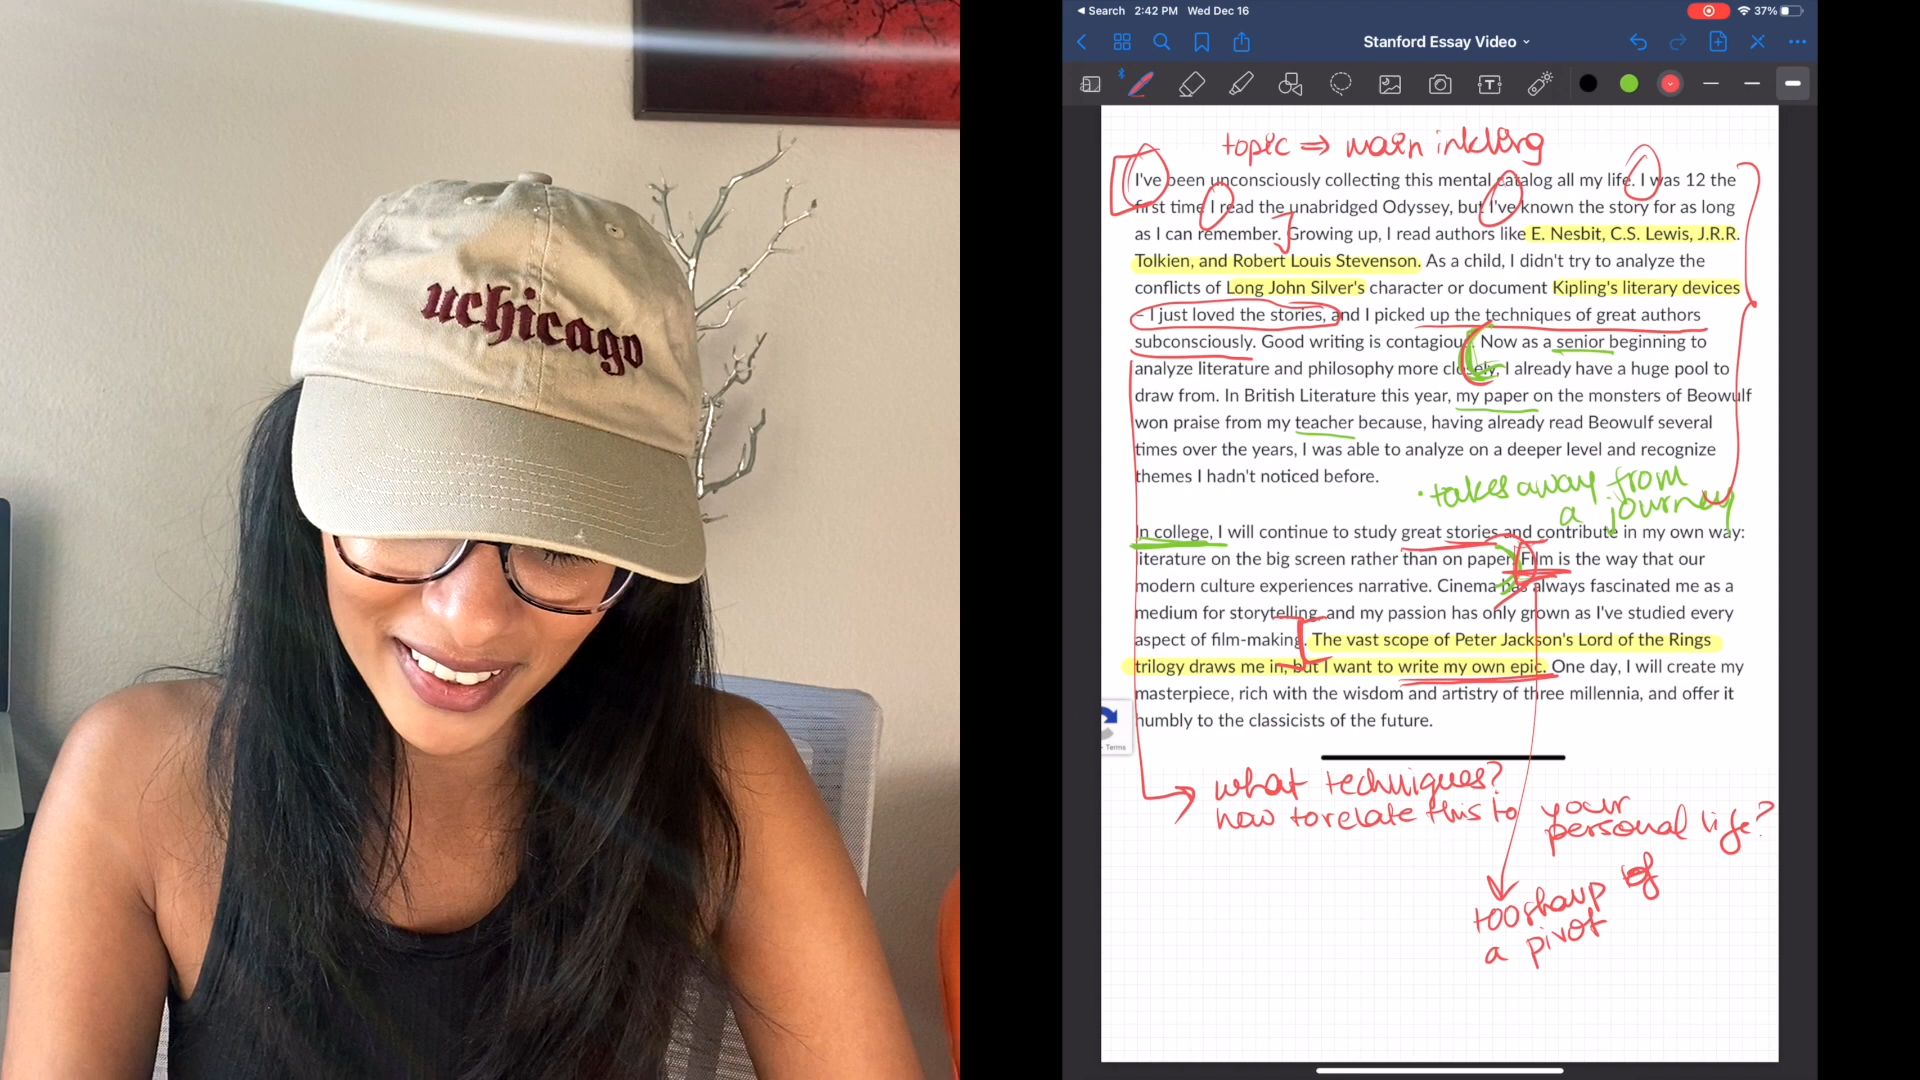 uchicago
Search 2:42 PM Wed Dec 16 37%
Stanford Essay Video
topic ⇒ main inkling
I've been unconsciously collecting this mental catalog all my life. I was 12 the
first time I read the unabridged Odyssey, but I've known the story for as long
as I can remember. Growing up, I read authors like E. Nesbit, C.S. Lewis, J.R.R.
Tolkien, and Robert Louis Stevenson. As a child, I didn't try to analyze the
conflicts of Long John Silver's character or document Kipling's literary devices
– I just loved the stories, and I picked up the techniques of great authors
subconsciously. Good writing is contagious. Now as a senior beginning to
analyze literature and philosophy more closely, I already have a huge pool to
draw from. In British Literature this year, my paper on the monsters of Beowulf
won praise from my teacher because, having already read Beowulf several
times over the years, I was able to analyze on a deeper level and recognize
themes I hadn't noticed before.
• takes away from
a journey
In college, I will continue to study great stories and contribute in my own way:
literature on the big screen rather than on paper. Film is the way that our
modern culture experiences narrative. Cinema has always fascinated me as a
medium for storytelling, and my passion has only grown as I've studied every
aspect of film-making. The vast scope of Peter Jackson's Lord of the Rings
trilogy draws me in, but I want to write my own epic. One day, I will create my
masterpiece, rich with the wisdom and artistry of three millennia, and offer it
humbly to the classicists of the future.
- Terms
what techniques?
how to relate this to your
personal life?
too sharp of
a pivot